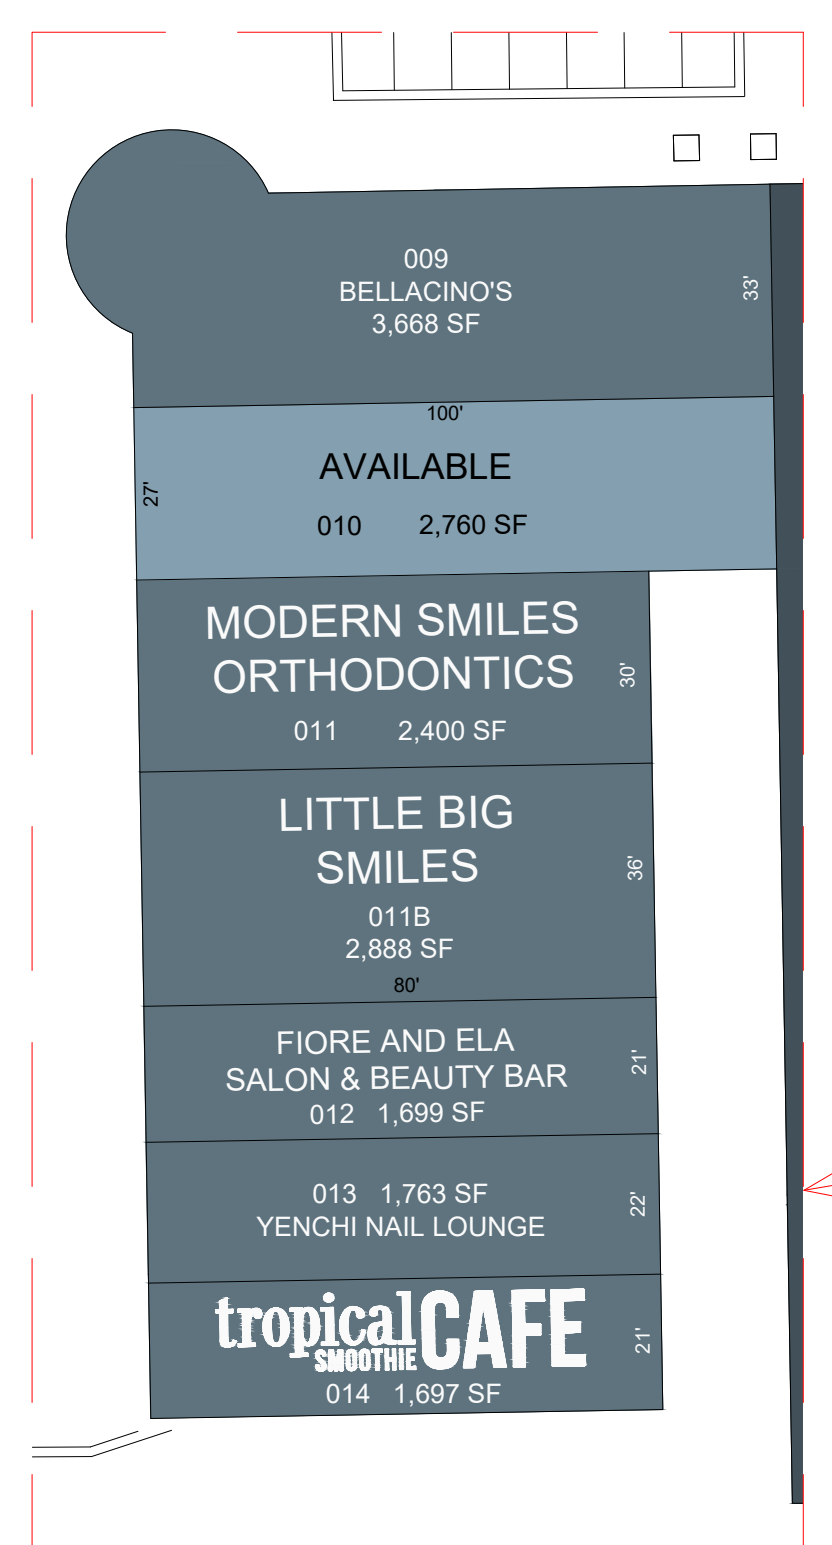 009
BELLACINO'S
3,668 SF
33'
100'
AVAILABLE
27'
010 2,760 SF
MODERN SMILES
ORTHODONTICS
30'
011 2,400 SF
LITTLE BIG
SMILES
36'
011B
2,888 SF
80'
FIORE AND ELA
SALON & BEAUTY BAR
21'
012 1,699 SF
013 1,763 SF
22'
YENCHI NAIL LOUNGE
tropical CAFE
SMOOTHIE
21'
014 1,697 SF